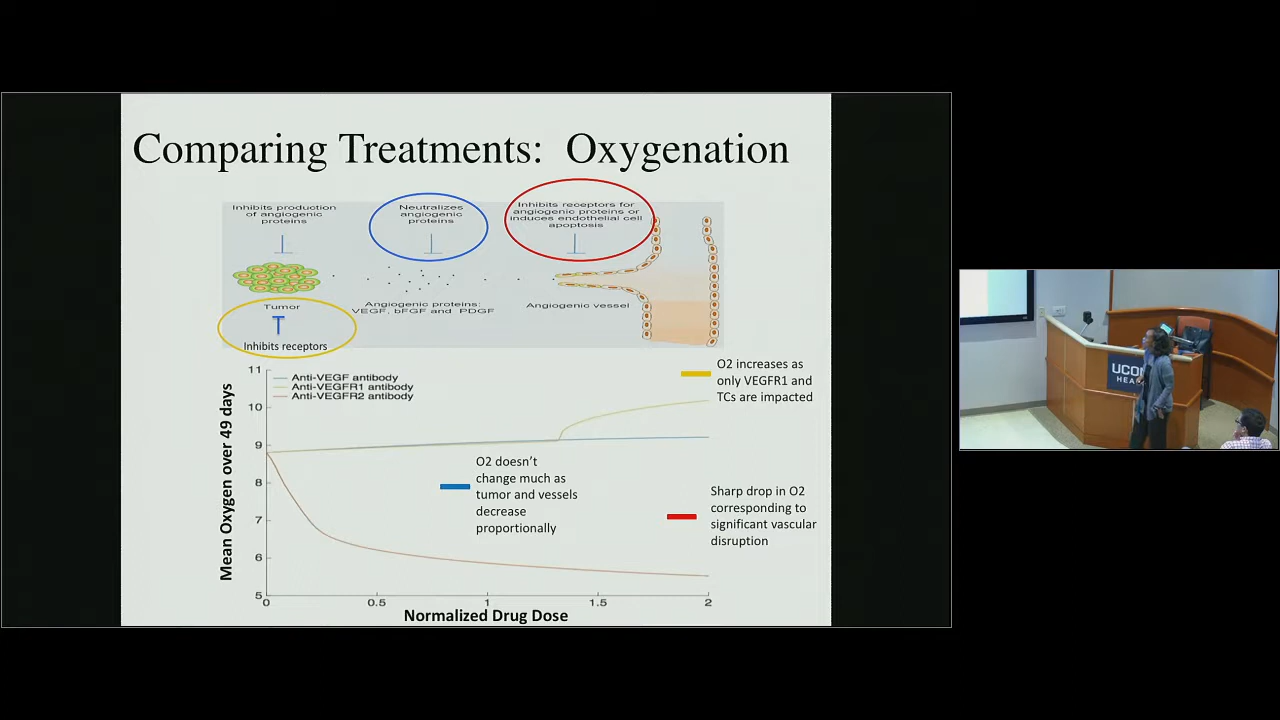 Comparing Treatments:  Oxygenation
Inhibits production
of angiogenic
proteins
Neutralizes
angiogenic
proteins
Inhibits receptors for
angiogenic proteins or
induces endothelial cell
apoptosis
Tumor
Angiogenic proteins:
VEGF, bFGF and PDGF
Angiogenic vessel
Inhibits receptors
Mean Oxygen over 49 days
11
10
9
8
7
6
5
Anti-VEGF antibody
Anti-VEGFR1 antibody
Anti-VEGFR2 antibody
O2 increases as
only VEGFR1 and
TCs are impacted
O2 doesn't
change much as
tumor and vessels
decrease
proportionally
Sharp drop in O2
corresponding to
significant vascular
disruption
0
0.5
1
1.5
2
Normalized Drug Dose